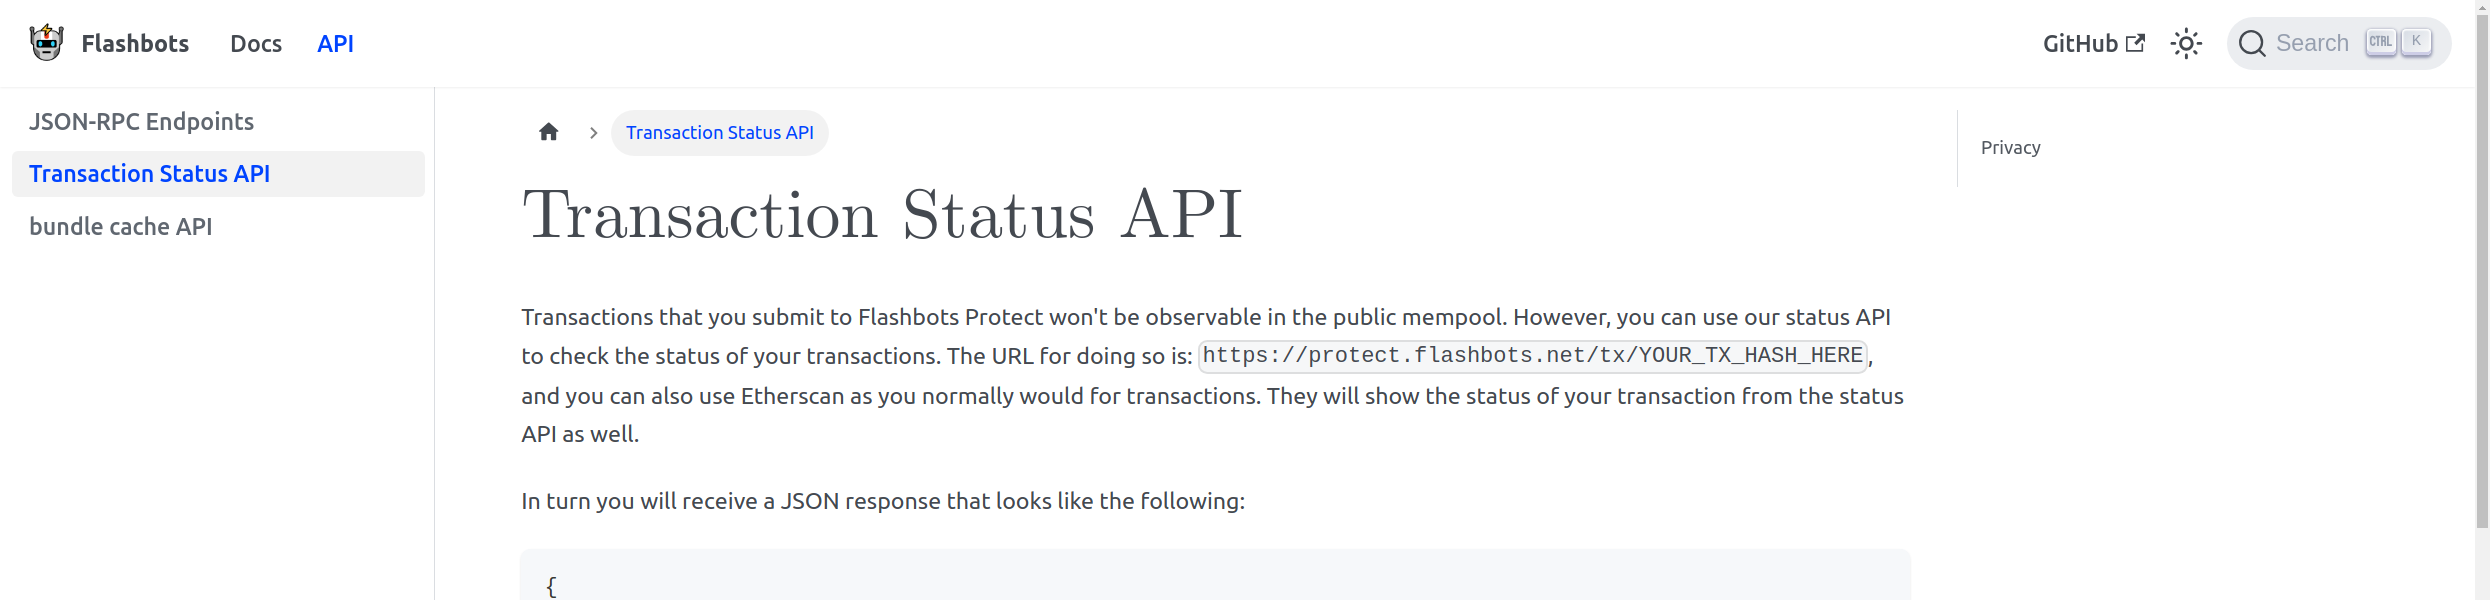 Flashbots Docs API GitHub Search CTRL K
JSON-RPC Endpoints
Transaction Status API
bundle cache API
Transaction Status API
Transaction Status API
Transactions that you submit to Flashbots Protect won't be observable in the public mempool. However, you can use our status API
to check the status of your transactions. The URL for doing so is: https://protect.flashbots.net/tx/YOUR_TX_HASH_HERE,
and you can also use Etherscan as you normally would for transactions. They will show the status of your transaction from the status
API as well.
In turn you will receive a JSON response that looks like the following:
{
Privacy